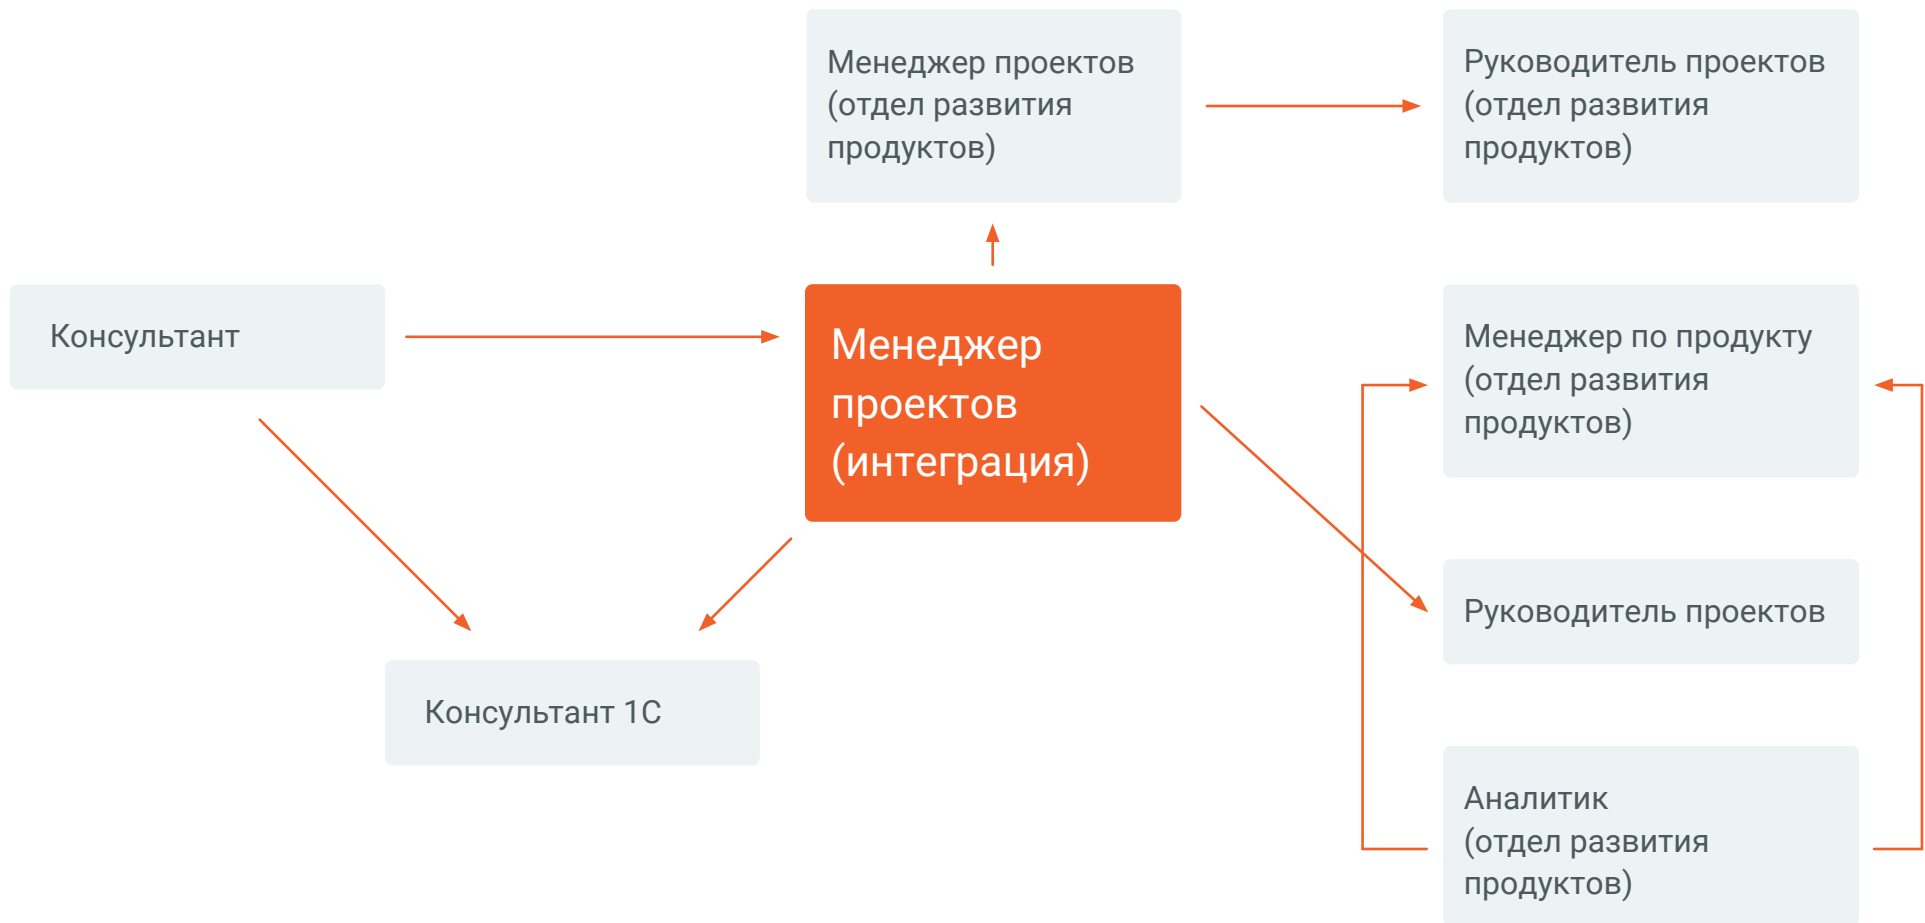 Менеджер проектов
(отдел развития
продуктов)
Руководитель проектов
(отдел развития
продуктов)
Консультант
Менеджер
проектов
(интеграция)
Менеджер по продукту
(отдел развития
продуктов)
Руководитель проектов
Консультант 1С
Аналитик
(отдел развития
продуктов)